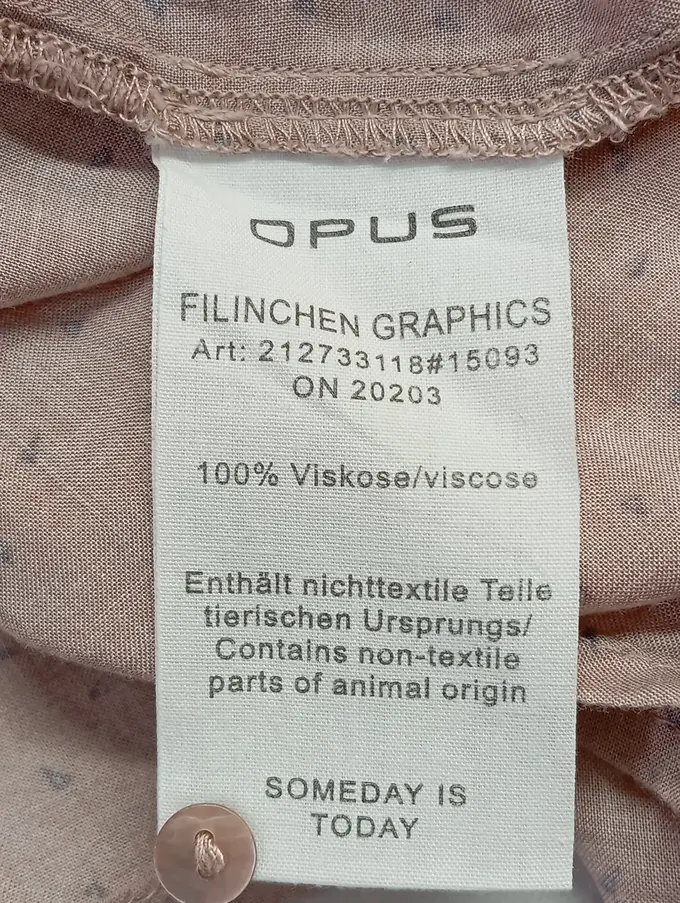 OPUS
FILINCHEN GRAPHICS
Art: 212733118#15093
ON 20203
100% Viskose/viscose
Enthält nichttextile Teile
tierischen Ursprungs/
Contains non-textile
parts of animal origin
SOMEDAY IS
TODAY